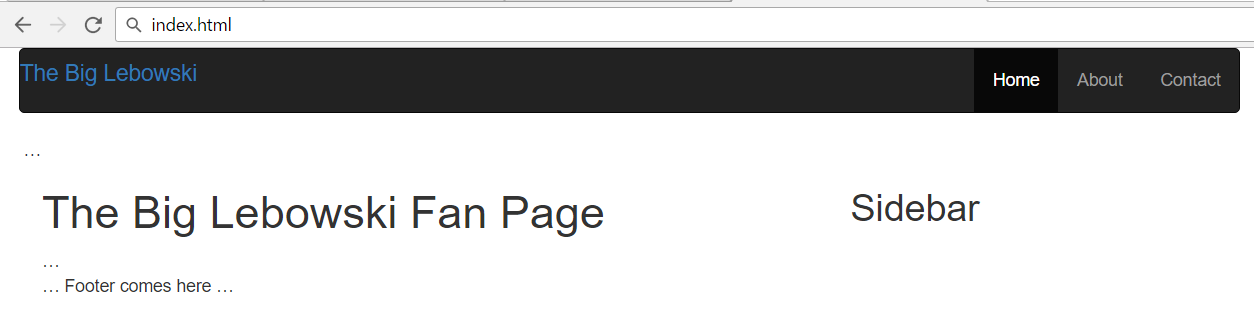 index.html
The Big Lebowski Home About Contact
…
The Big Lebowski Fan Page
Sidebar
…
… Footer comes here …